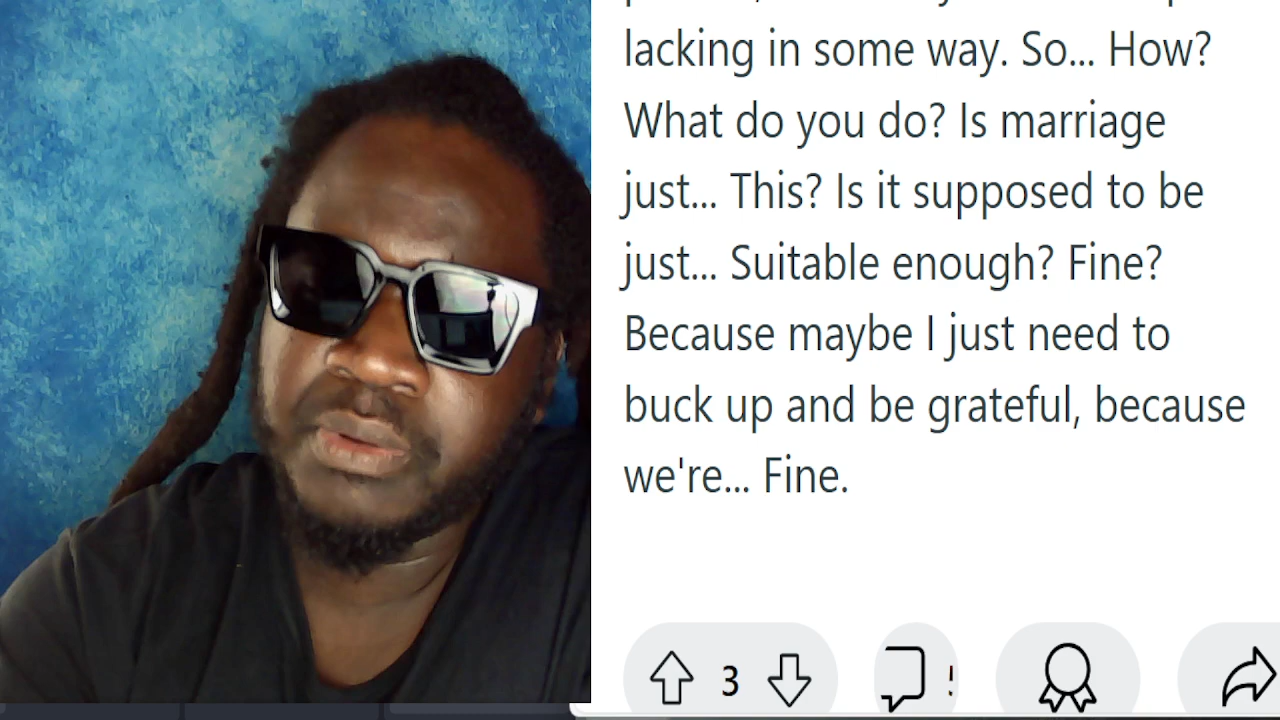 lacking in some way. So... How?
What do you do? Is marriage
just... This? Is it supposed to be
just... Suitable enough? Fine?
Because maybe I just need to
buck up and be grateful, because
we're... Fine.
3